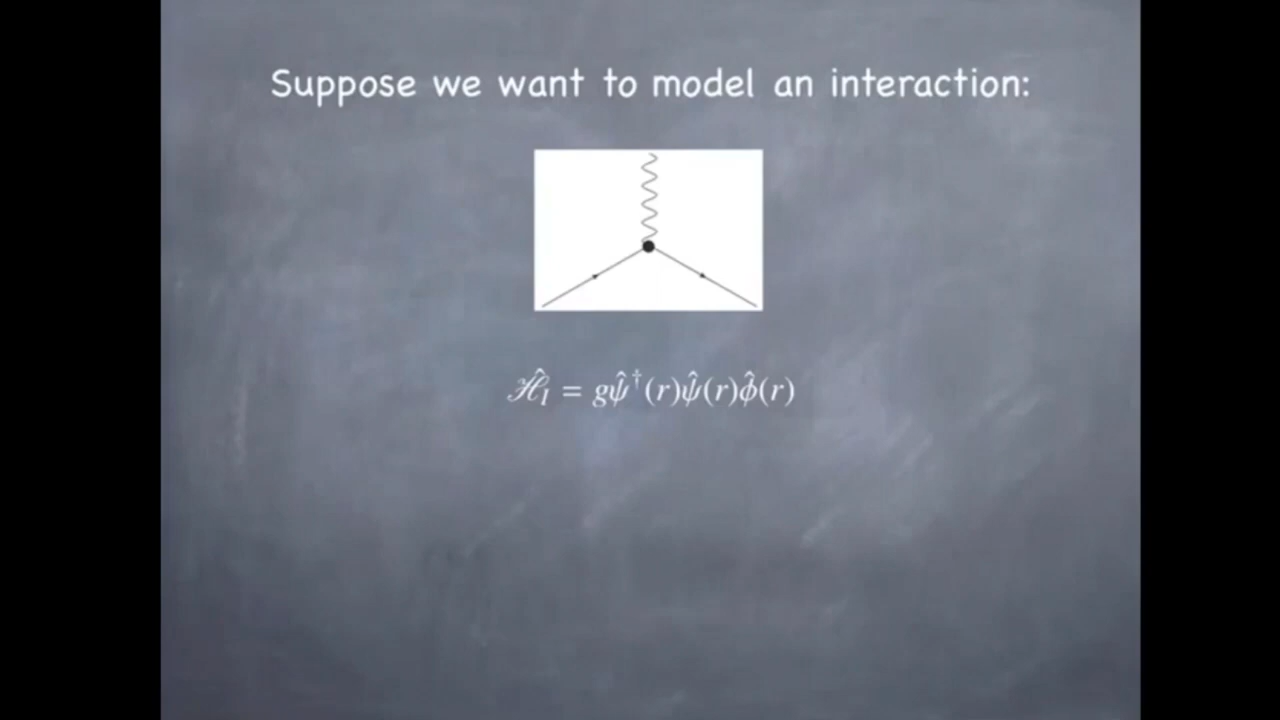 Suppose we want to model an interaction:
ℋ̂_I = gψ̂†(r)ψ̂(r)ϕ̂(r)